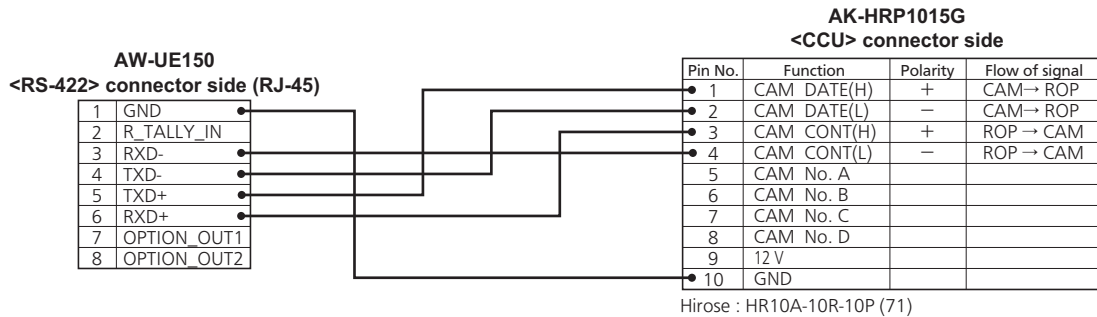 AK-HRP1015G
<CCU> connector side
AW-UE150
<RS-422> connector side (RJ-45)
Pin No. Function Polarity Flow of signal
1 CAM DATE(H) + CAM→ ROP
2 CAM DATE(L) − CAM→ ROP
3 CAM CONT(H) + ROP → CAM
4 CAM CONT(L) − ROP → CAM
5 CAM No. A
6 CAM No. B
7 CAM No. C
8 CAM No. D
9 12 V
10 GND
1 GND
2 R_TALLY_IN
3 RXD-
4 TXD-
5 TXD+
6 RXD+
7 OPTION_OUT1
8 OPTION_OUT2
Hirose : HR10A-10R-10P (71)